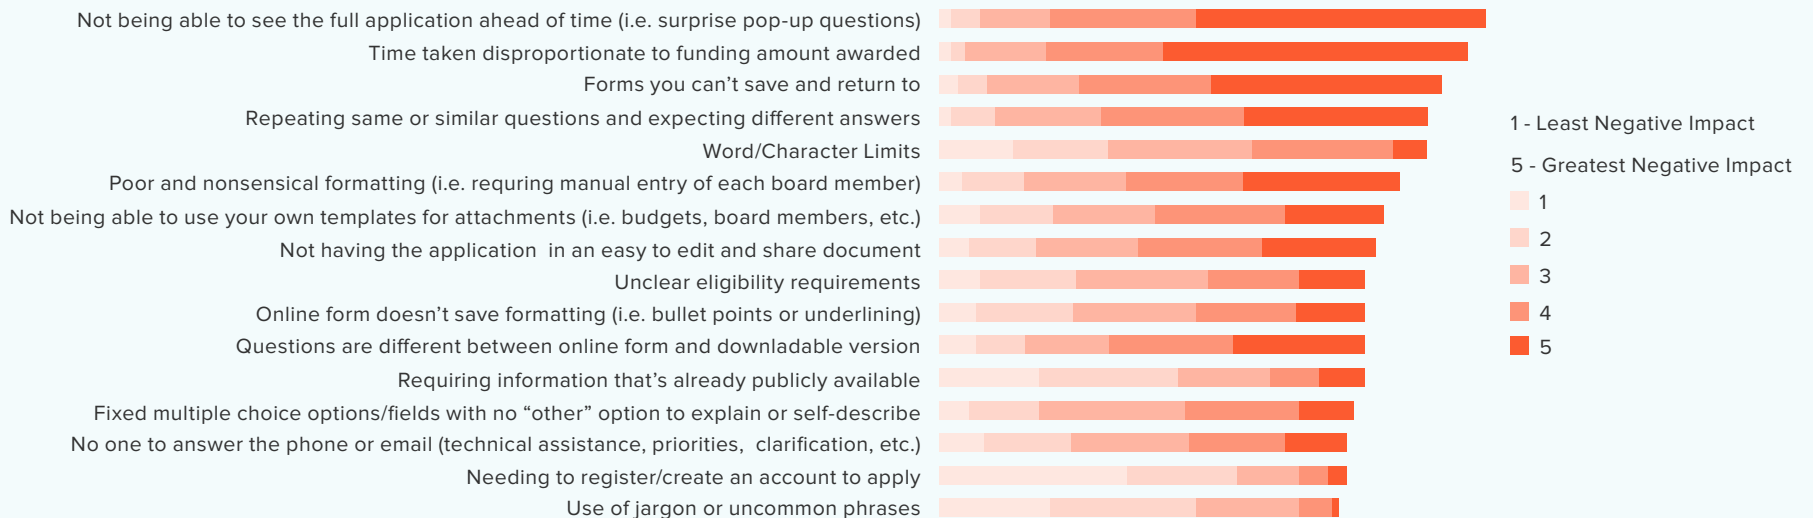 Not being able to see the full application ahead of time (i.e. surprise pop-up questions)
Time taken disproportionate to funding amount awarded
Forms you can’t save and return to
Repeating same or similar questions and expecting different answers
Word/Character Limits
Poor and nonsensical formatting (i.e. requring manual entry of each board member)
Not being able to use your own templates for attachments (i.e. budgets, board members, etc.)
Not having the application in an easy to edit and share document
Unclear eligibility requirements
Online form doesn’t save formatting (i.e. bullet points or underlining)
Questions are different between online form and downladable version
Requiring information that’s already publicly available
Fixed multiple choice options/fields with no “other” option to explain or self-describe
No one to answer the phone or email (technical assistance, priorities, clarification, etc.)
Needing to register/create an account to apply
Use of jargon or uncommon phrases
1 - Least Negative Impact
5 - Greatest Negative Impact
1
2
3
4
5